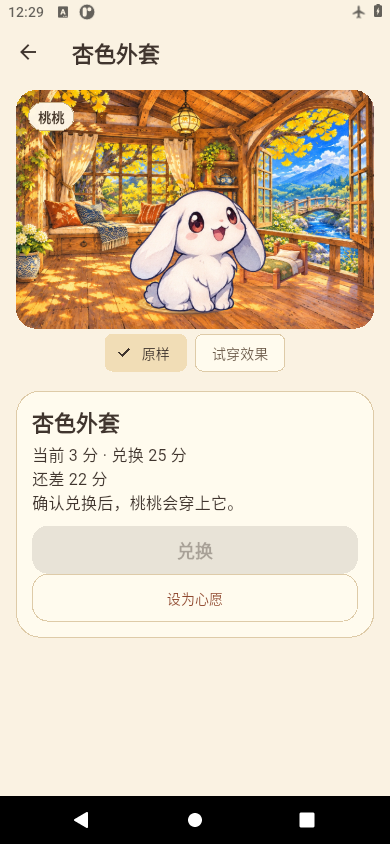 12:29
杏色外套
桃桃
原样
试穿效果
杏色外套
当前 3 分 · 兑换 25 分
还差 22 分
确认兑换后，桃桃会穿上它。
兑换
设为心愿